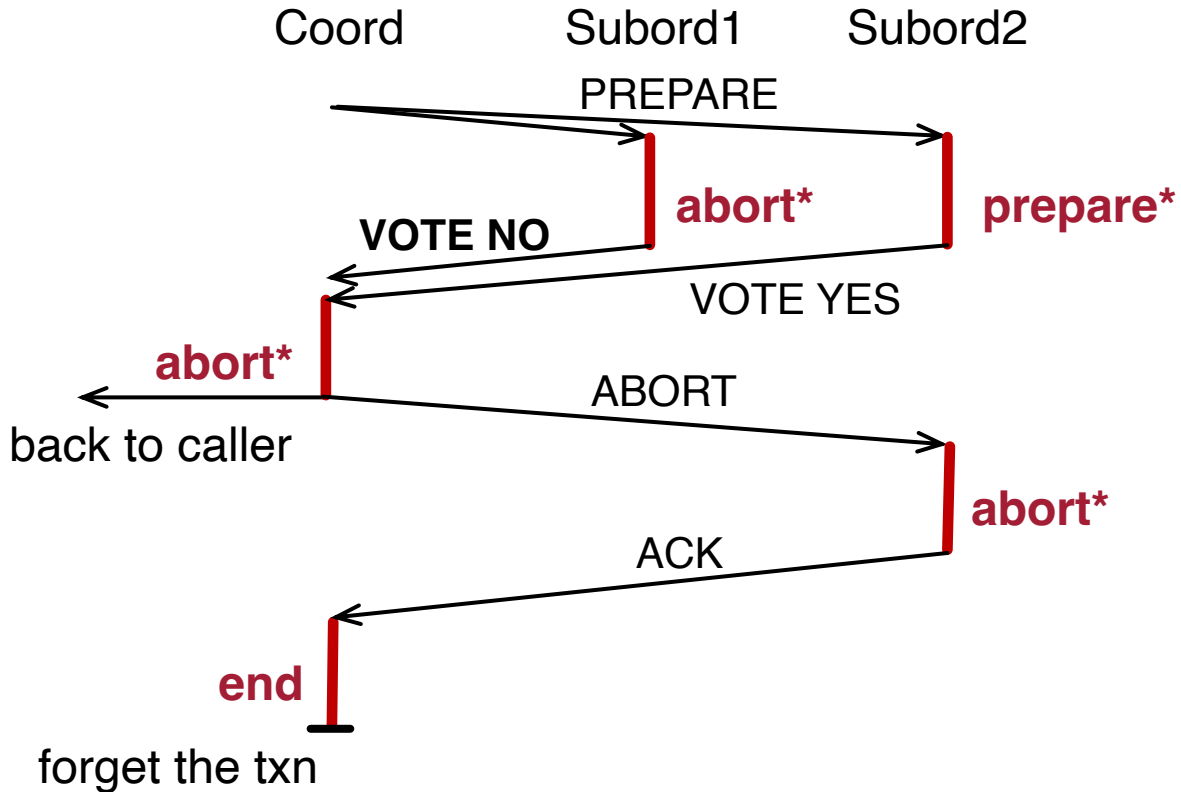 Coord Subord1 Subord2
PREPARE
abort* prepare*
VOTE NO
VOTE YES
abort*
ABORT
back to caller
abort*
ACK
end
forget the txn